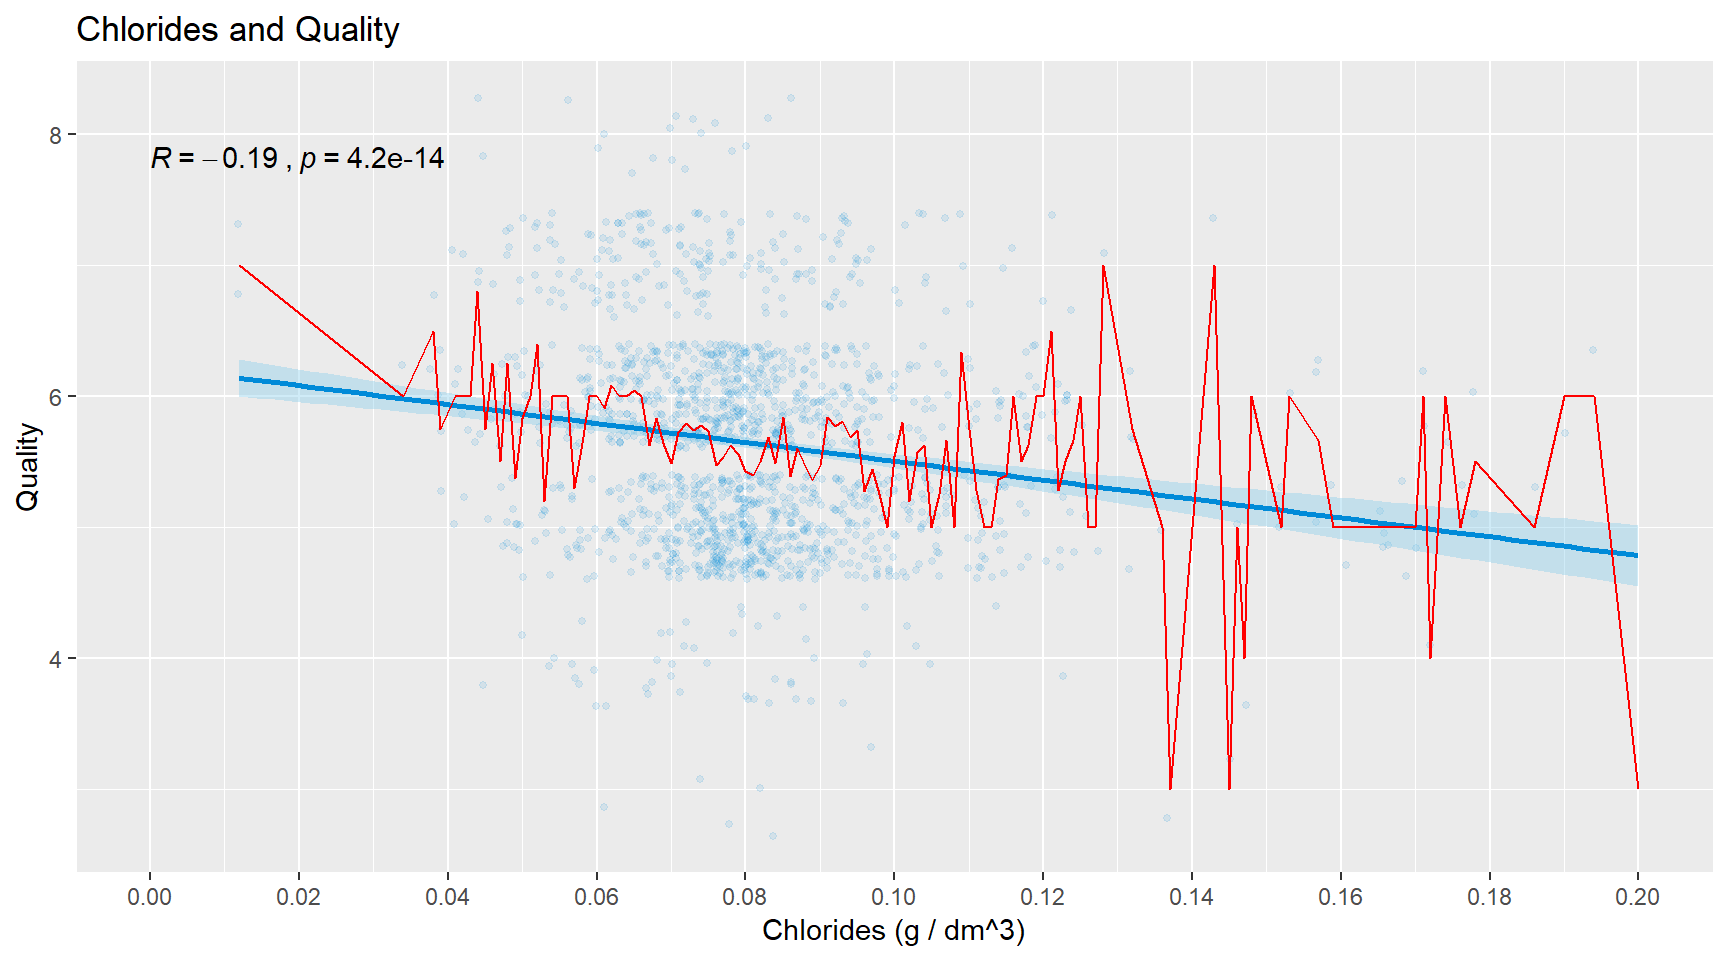 Chlorides and Quality
R = −0.19 , p = 4.2e-14
8
6
4
Quality
0.00 0.02 0.04 0.06 0.08 0.10 0.12 0.14 0.16 0.18 0.20
Chlorides (g / dm^3)